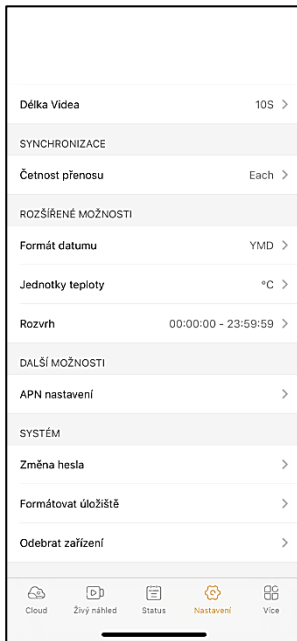 Délka Videa 10S
SYNCHRONIZACE
Četnost přenosu Each
ROZŠÍŘENÉ MOŽNOSTI
Formát datumu YMD
Jednotky teploty °C
Rozvrh 00:00:00 - 23:59:59
DALŠÍ MOŽNOSTI
APN nastavení
SYSTÉM
Změna hesla
Formátovat úložiště
Odebrat zařízení
Cloud Živý náhled Status Nastavení Více